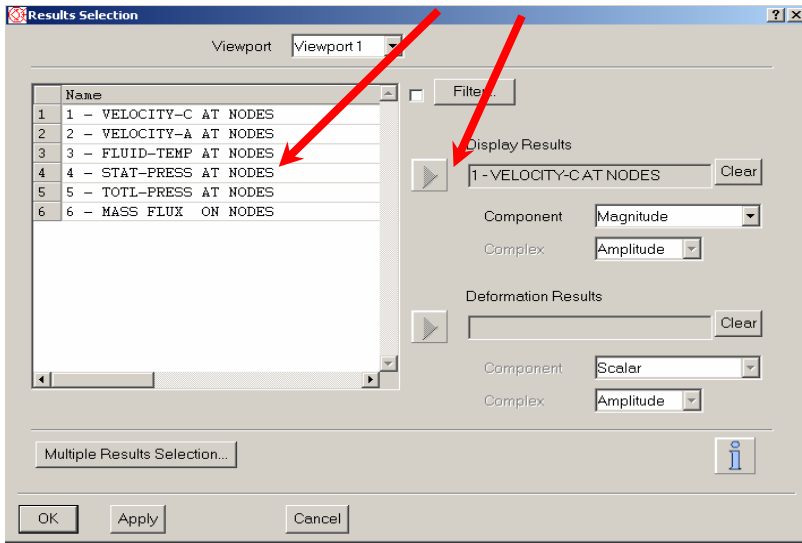 Results Selection
Viewport Viewport 1
Name
1 1 - VELOCITY-C AT NODES
2 2 - VELOCITY-A AT NODES
3 3 - FLUID-TEMP AT NODES
4 4 - STAT-PRESS AT NODES
5 5 - TOTL-PRESS AT NODES
6 6 - MASS FLUX ON NODES
Filter...
Display Results
1 - VELOCITY-C AT NODES Clear
Component Magnitude
Complex Amplitude
Deformation Results
Clear
Component Scalar
Complex Amplitude
Multiple Results Selection...
OK Apply Cancel